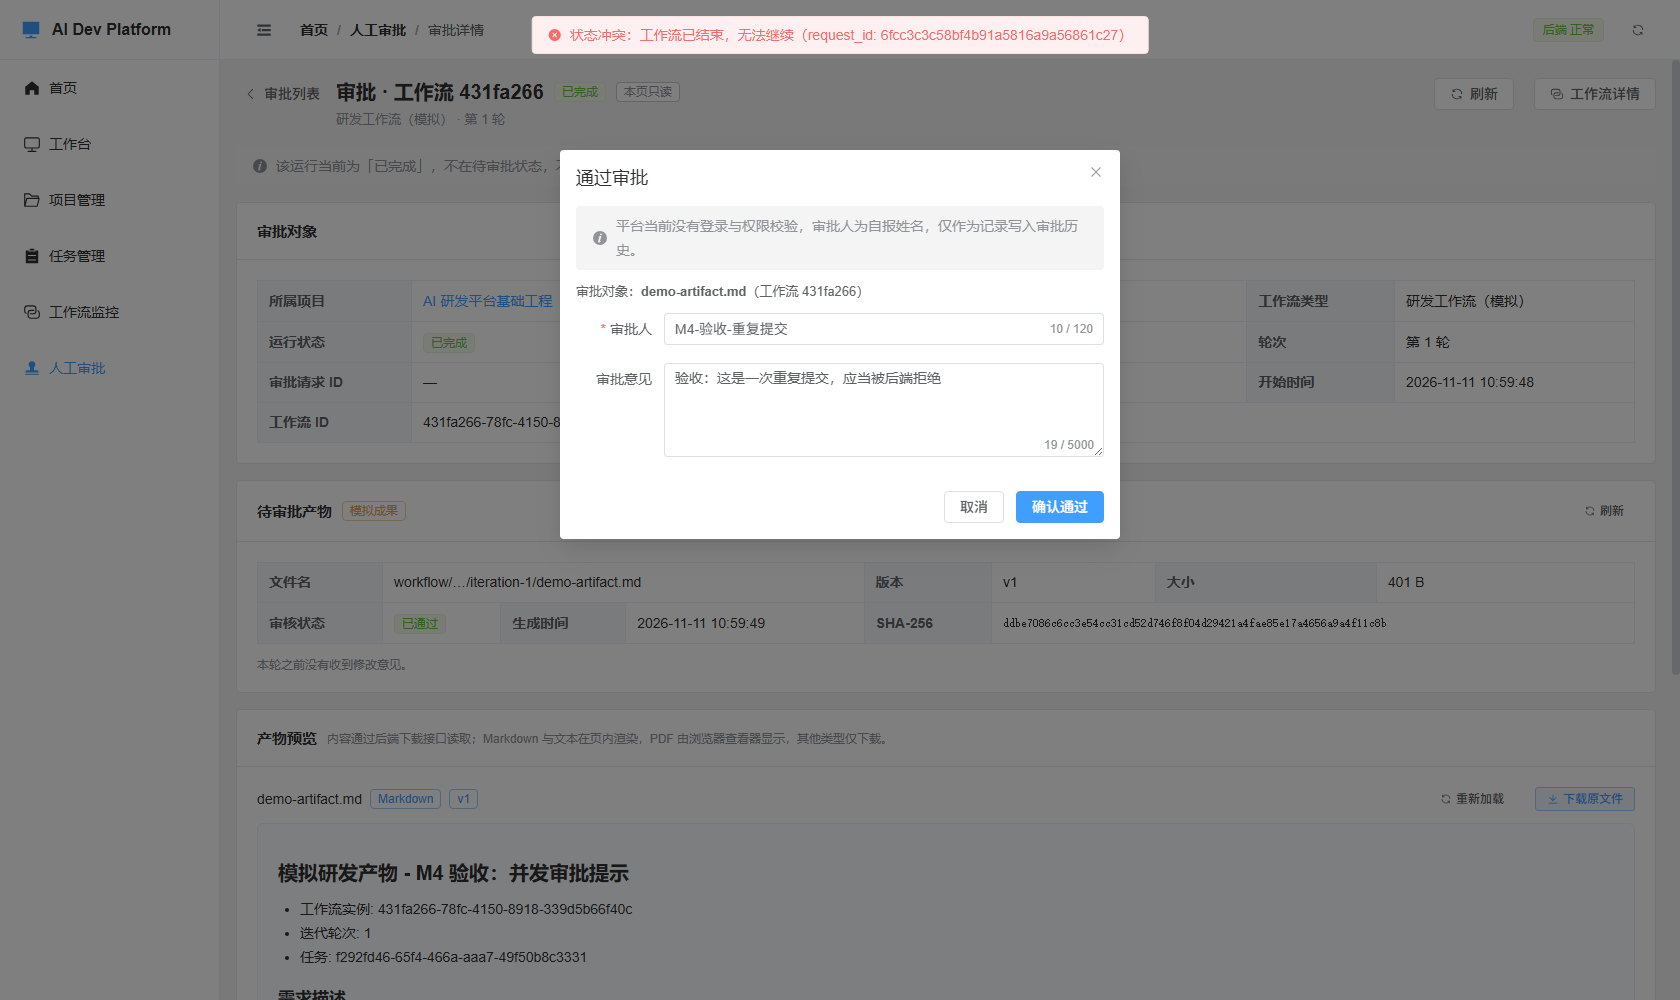 AI Dev Platform
首页 / 人工审批 / 审批详情
状态冲突：工作流已结束，无法继续（request_id: 6fcc3c3c58bf4b91a5816a9a56861c27）
后端 正常
首页
工作台
项目管理
任务管理
工作流监控
人工审批
审批列表
审批 · 工作流 431fa266
已完成
本页只读
研发工作流（模拟） · 第 1 轮
刷新
工作流详情
该运行当前为「已完成」，不在待审批状态，
通过审批
平台当前没有登录与权限校验，审批人为自报姓名，仅作为记录写入审批历
史。
审批对象：demo-artifact.md（工作流 431fa266）
* 审批人
M4-验收-重复提交
10 / 120
审批意见
验收：这是一次重复提交，应当被后端拒绝
19 / 5000
取消
确认通过
审批对象
所属项目
AI 研发平台基础工程
工作流类型
研发工作流（模拟）
运行状态
已完成
轮次
第 1 轮
审批请求 ID
—
开始时间
2026-11-11 10:59:48
工作流 ID
431fa266-78fc-4150-8
待审批产物
模拟成果
刷新
文件名
workflow/…/iteration-1/demo-artifact.md
版本
v1
大小
401 B
审核状态
已通过
生成时间
2026-11-11 10:59:49
SHA-256
ddbe7086c6cc3e54cc31cd52d746f8f04d29421a4fae85e17a4656a9a4f11c8b
本轮之前没有收到修改意见。
产物预览
内容通过后端下载接口读取；Markdown 与文本在页内渲染，PDF 由浏览器查看器显示，其他类型仅下载。
demo-artifact.md
Markdown
v1
重新加载
下载原文件
模拟研发产物 - M4 验收：并发审批提示
• 工作流实例: 431fa266-78fc-4150-8918-339d5b66f40c
• 迭代轮次: 1
• 任务: f292fd46-65f4-466a-aaa7-49f50b8c3331
需求描述